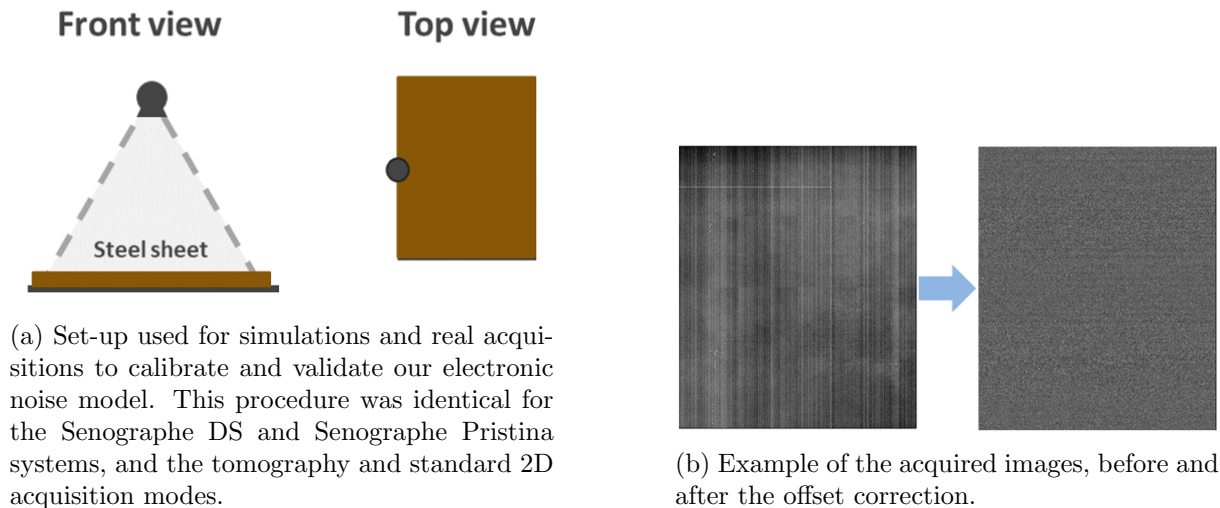 Front view
Top view
Steel sheet
(a) Set-up used for simulations and real acqui-
sitions to calibrate and validate our electronic
noise model. This procedure was identical for
the Senographe DS and Senographe Pristina
systems, and the tomography and standard 2D
acquisition modes.
(b) Example of the acquired images, before and
after the offset correction.